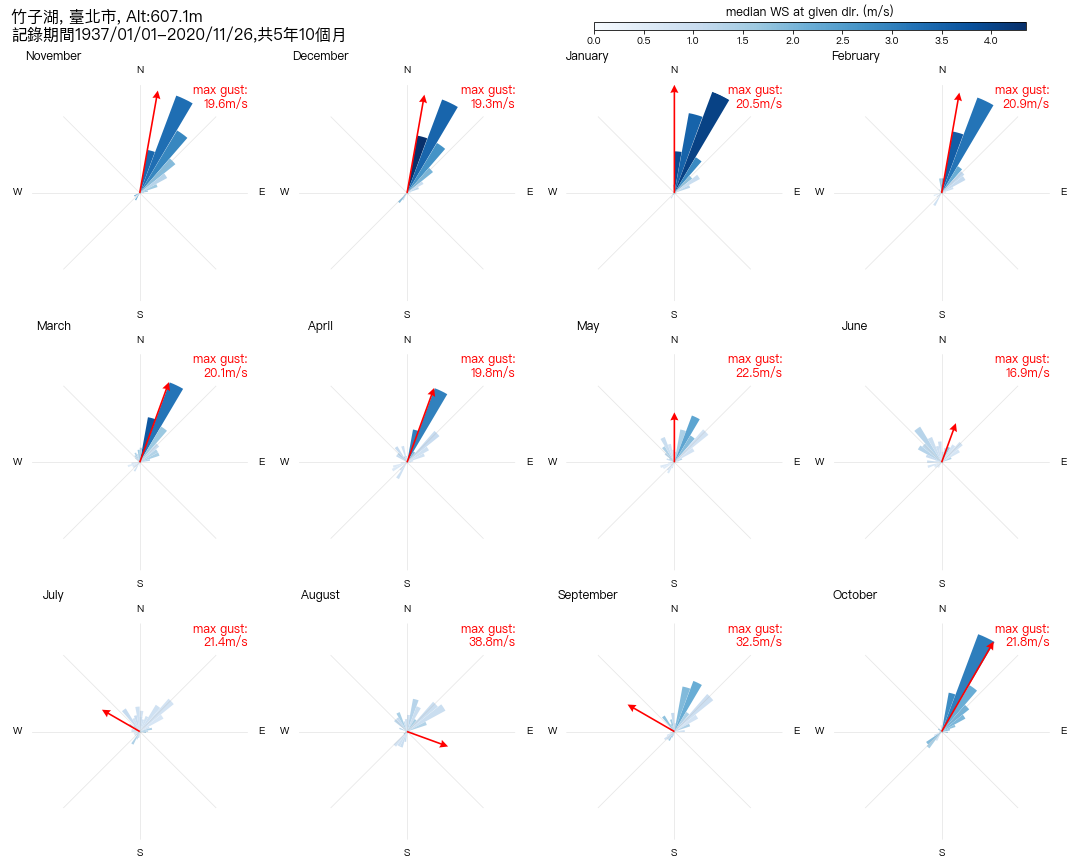 竹子湖, 臺北市, Alt:607.1m
記錄期間1937/01/01-2020/11/26,共5年10個月
median WS at given dir. (m/s)
0.0 0.5 1.0 1.5 2.0 2.5 3.0 3.5 4.0
November
N
max gust:
19.6m/s
W E
S
December
N
max gust:
19.3m/s
W E
S
January
N
max gust:
20.5m/s
W E
S
February
N
max gust:
20.9m/s
W E
S
March
N
max gust:
20.1m/s
W E
S
April
N
max gust:
19.8m/s
W E
S
May
N
max gust:
22.5m/s
W E
S
June
N
max gust:
16.9m/s
W E
S
July
N
max gust:
21.4m/s
W E
S
August
N
max gust:
38.8m/s
W E
S
September
N
max gust:
32.5m/s
W E
S
October
N
max gust:
21.8m/s
W E
S